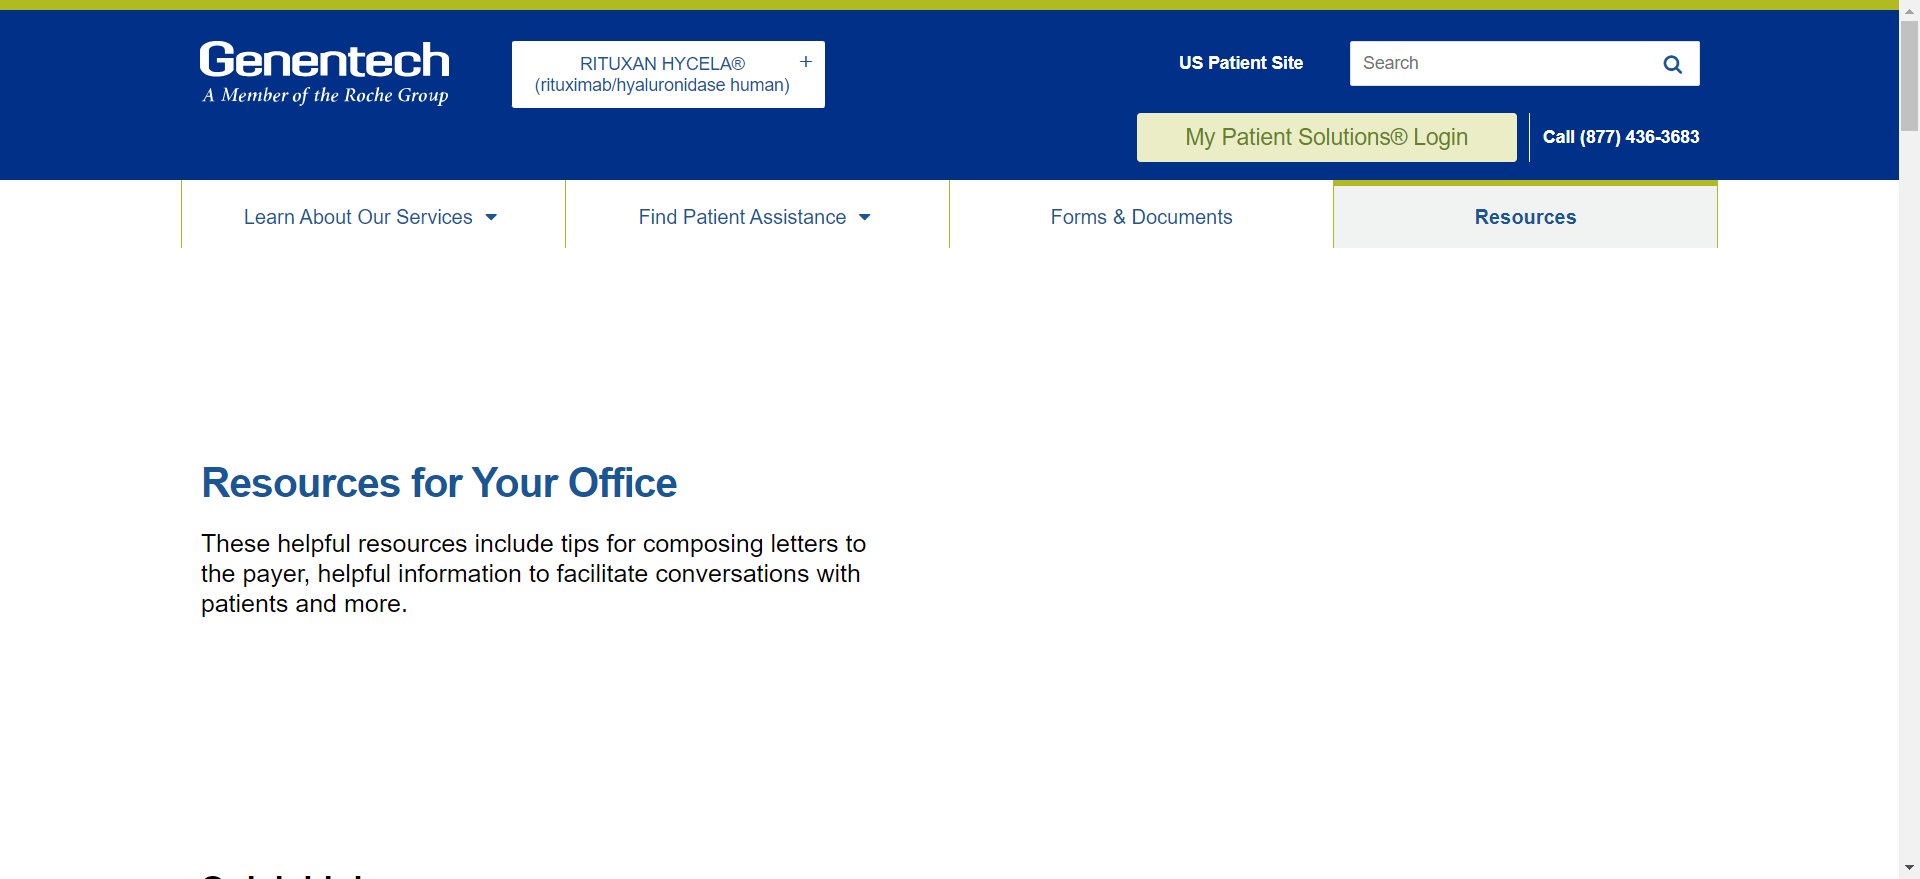 Genentech
A Member of the Roche Group
RITUXAN HYCELA®
(rituximab/hyaluronidase human)
+
US Patient Site
Search
My Patient Solutions® Login
Call (877) 436-3683
Learn About Our Services
Find Patient Assistance
Forms & Documents
Resources
Resources for Your Office
These helpful resources include tips for composing letters to
the payer, helpful information to facilitate conversations with
patients and more.